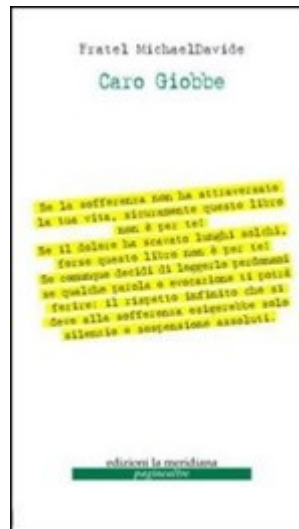 Fratel MichaelDavide
Caro Giobbe
Se la sofferenza non ha attraversato
la tua vita, sicuramente questo libro
non è per te!
Se il dolore ha scavato lunghi solchi,
forse questo libro non è per te!
Se comunque decidi di leggerlo perdonami
se qualche parola o evocazione ti potrà
ferire: il rispetto infinito che si
deve alla sofferenza esigerebbe solo
silenzio e sospensione assoluti.
edizioni la meridiana
paginealtre